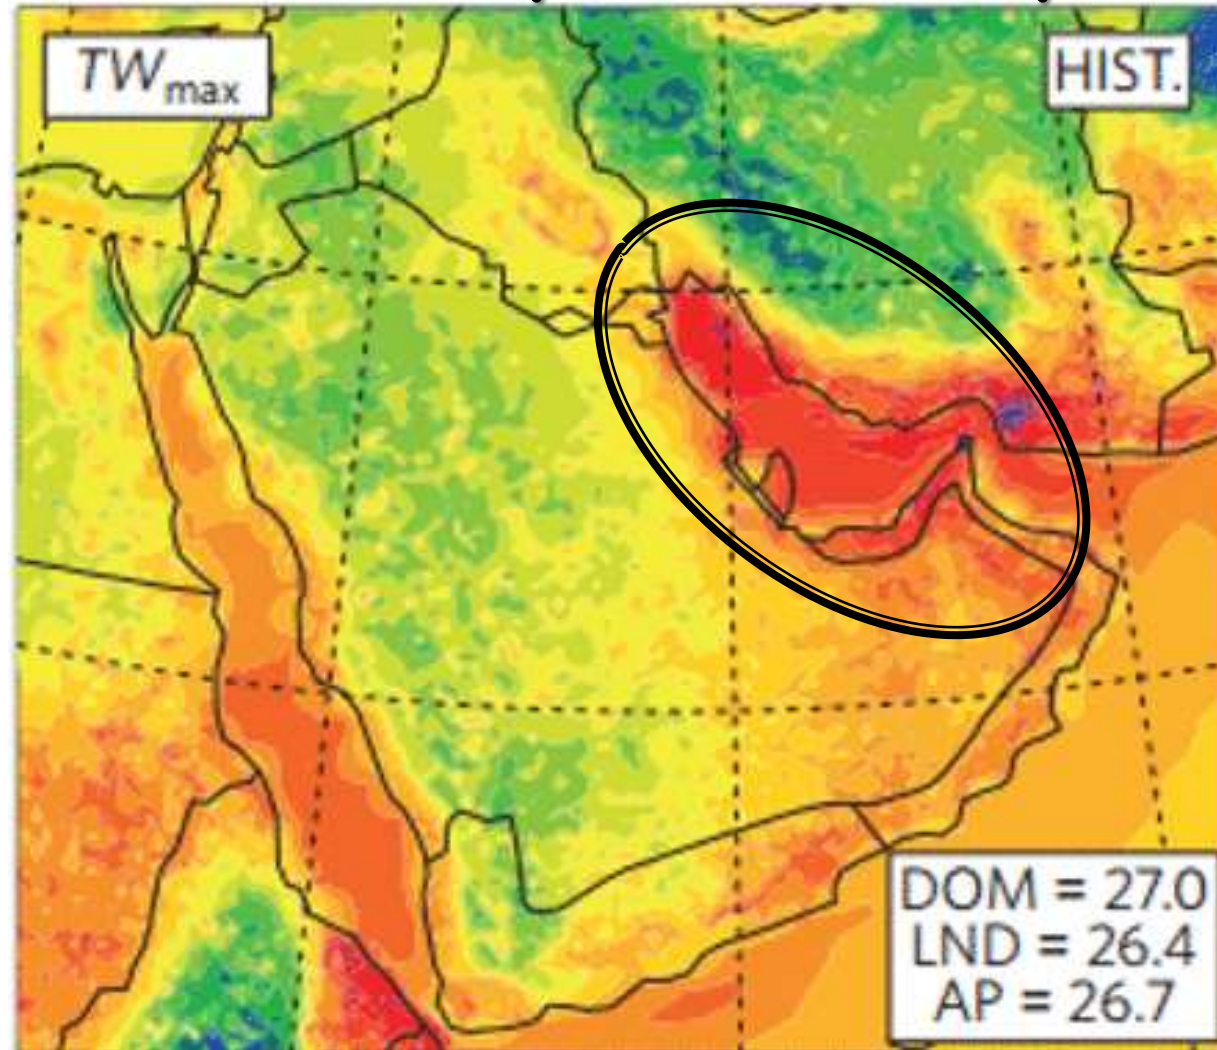 TWmax
HIST.
DOM = 27.0
LND = 26.4
AP = 26.7